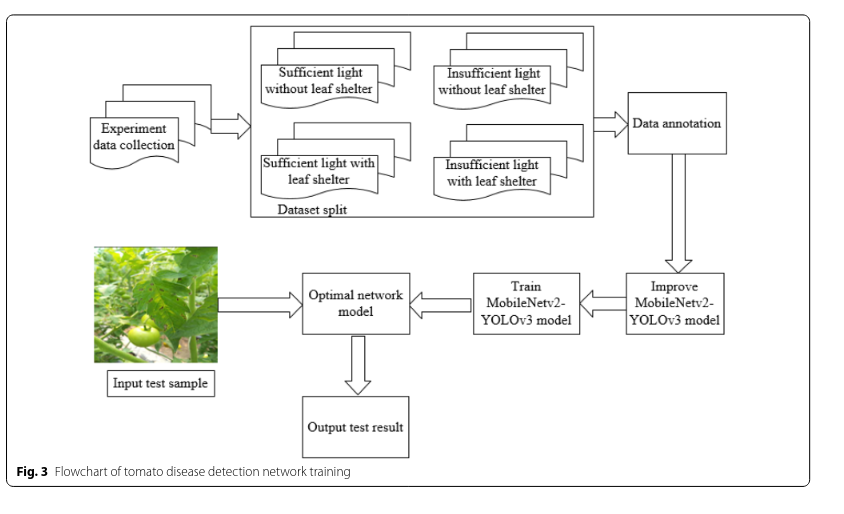 Experiment
data collection
Sufficient light
without leaf shelter
Insufficient light
without leaf shelter
Sufficient light with
leaf shelter
Insufficient light
with leaf shelter
Dataset split
Data annotation
Improve
MobileNetv2-
YOLOv3 model
Train
MobileNetv2-
YOLOv3 model
Optimal network
model
Input test sample
Output test result
Fig. 3 Flowchart of tomato disease detection network training